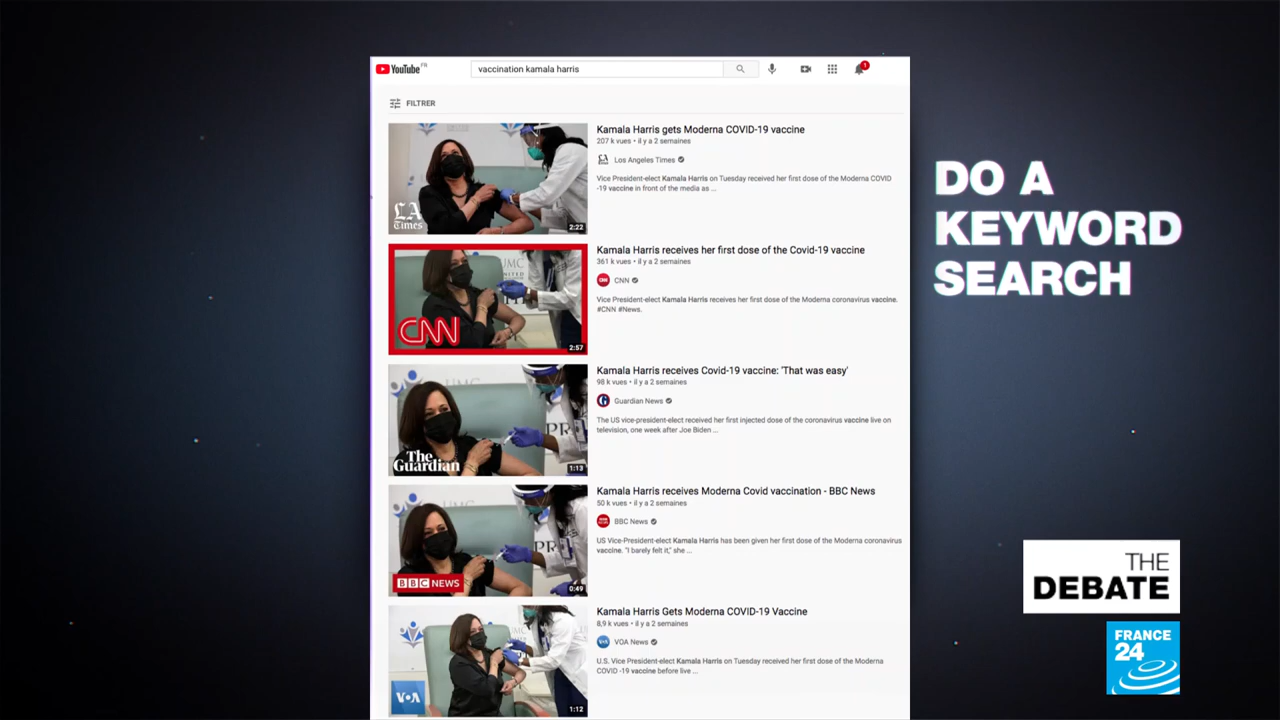 YouTube FR
vaccination kamala harris
1
FILTRER
Kamala Harris gets Moderna COVID-19 vaccine
207 k vues • il y a 2 semaines
Los Angeles Times
Vice President-elect Kamala Harris on Tuesday received her first dose of the Moderna COVID
-19 vaccine in front of the media as ...
LA
Times
2:22
Kamala Harris receives her first dose of the Covid-19 vaccine
361 k vues • il y a 2 semaines
CNN
Vice President-elect Kamala Harris receives her first dose of the Moderna coronavirus vaccine.
#CNN #News.
UMC
UNITED
CNN
2:57
Kamala Harris receives Covid-19 vaccine: 'That was easy'
98 k vues • il y a 2 semaines
Guardian News
The US vice-president-elect received her first injected dose of the coronavirus vaccine live on
television, one week after Joe Biden ...
UMC
PR
The
Guardian
1:13
Kamala Harris receives Moderna Covid vaccination - BBC News
50 k vues • il y a 2 semaines
BBC News
US Vice-President-elect Kamala Harris has been given her first dose of the Moderna coronavirus
vaccine. "I barely felt it," she ...
UMC
PR
BBC NEWS
0:49
Kamala Harris Gets Moderna COVID-19 Vaccine
8,9 k vues • il y a 2 semaines
VOA News
U.S. Vice President-elect Kamala Harris on Tuesday received her first dose of the Moderna
COVID -19 vaccine before live ...
VOA
1:12
DO A
KEYWORD
SEARCH
THE
DEBATE
FRANCE
24